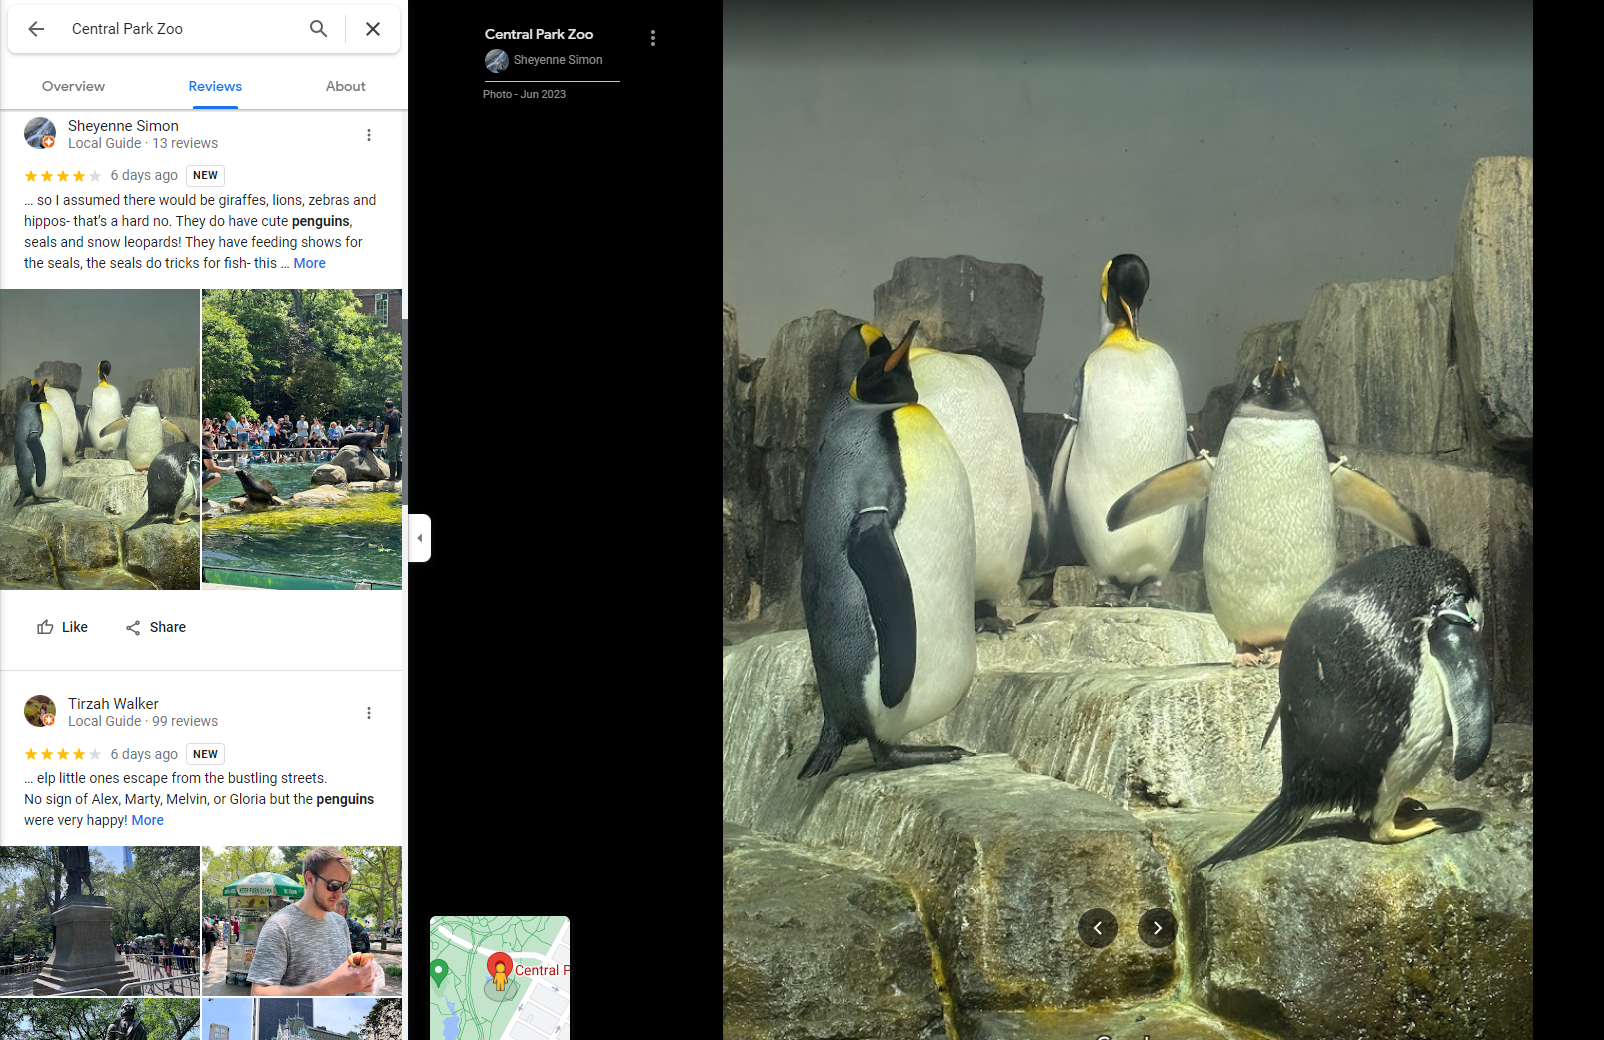 Central Park Zoo
Overview
Reviews
About
Sheyenne Simon
Local Guide · 13 reviews
6 days ago NEW
... so I assumed there would be giraffes, lions, zebras and
hippos- that's a hard no. They do have cute penguins,
seals and snow leopards! They have feeding shows for
the seals, the seals do tricks for fish- this ... More
Like
Share
Tirzah Walker
Local Guide · 99 reviews
6 days ago NEW
... elp little ones escape from the bustling streets.
No sign of Alex, Marty, Melvin, or Gloria but the penguins
were very happy! More
Central Park Zoo
Sheyenne Simon
Photo - Jun 2023
Central P